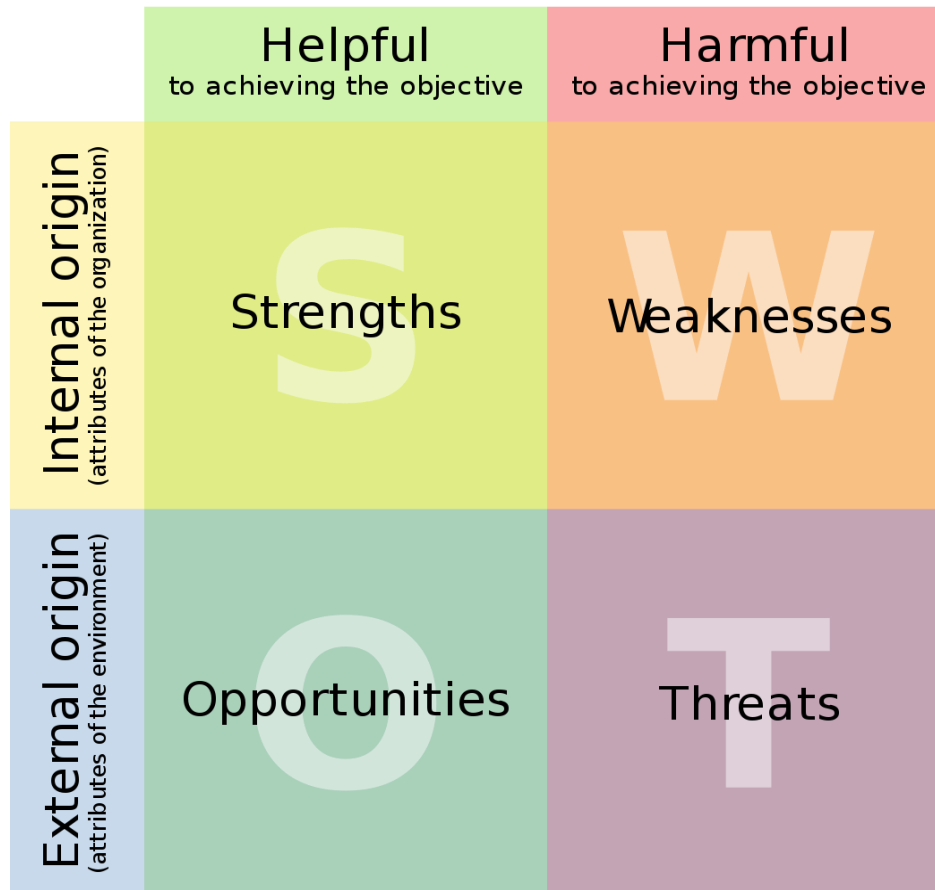 Helpful
to achieving the objective
Harmful
to achieving the objective
Internal origin
(attributes of the organization)
S
Strengths
W
Weaknesses
External origin
(attributes of the environment)
O
Opportunities
T
Threats